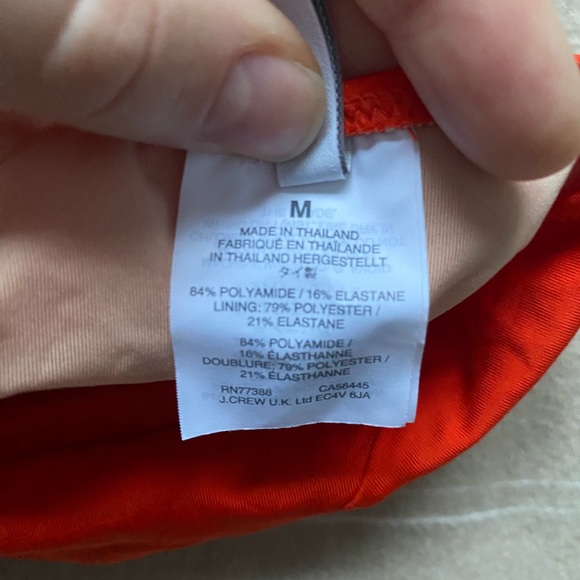 M
MADE IN THAILAND
FABRIQUÉ EN THAÏLANDE
IN THAILAND HERGESTELLT
タイ製
84% POLYAMIDE / 16% ELASTANE
LINING: 79% POLYESTER /
21% ELASTANE
84% POLYAMIDE /
16% ÉLASTHANNE
DOUBLURE: 79% POLYESTER /
21% ÉLASTHANNE
RN77388 CA56445
J.CREW U.K. Ltd EC4V 6JA